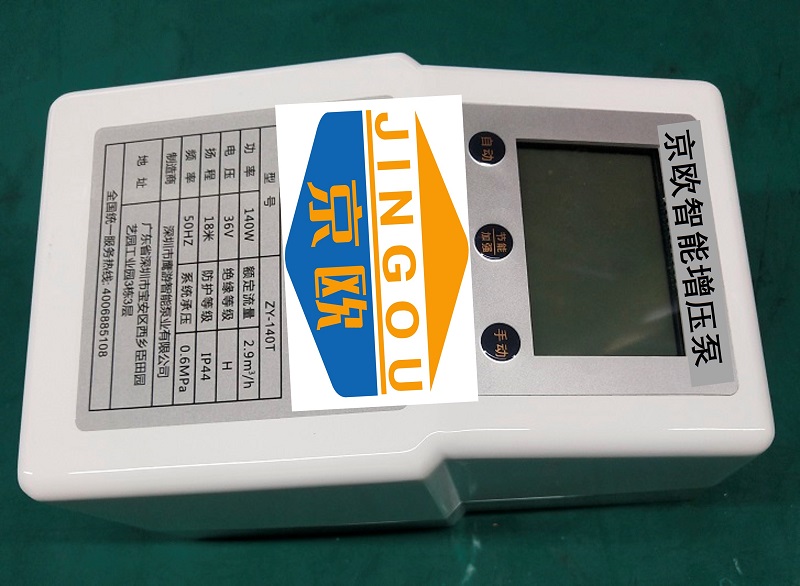 京欧智能增压泵
自动 节能 手动
加强
JINGOU
京欧
型号 ZY-140T
功率 140W 额定流量 2.9m³/h
电压 36V 绝缘等级 H
扬程 18米 防护等级 IP44
频率 50HZ 系统承压 0.6MPa
制造商 深圳市鹰游智能泵业有限公司
地址 广东省深圳市宝安区西乡臣田园
艺园工业园3栋3层
全国统一服务热线: 4006885108